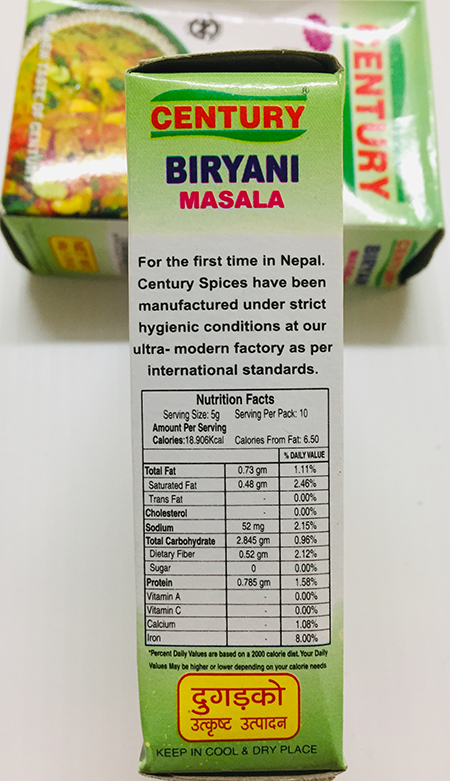 CENTURY
CENTURY
BIRYANI
MASALA
CENTURY
BIRYANI
MASALA
For the first time in Nepal.
Century Spices have been
manufactured under strict
hygienic conditions at our
ultra- modern factory as per
international standards.
Nutrition Facts
Serving Size: 5g Serving Per Pack: 10
Amount Per Serving
Calories:18.906Kcal Calories From Fat: 6.50
% DAILY VALUE
Total Fat 0.73 gm 1.11%
Saturated Fat 0.48 gm 2.46%
Trans Fat - 0.00%
Cholesterol - 0.00%
Sodium 52 mg 2.15%
Total Carbohydrate 2.845 gm 0.96%
Dietary Fiber 0.52 gm 2.12%
Sugar 0 0.00%
Protein 0.785 gm 1.58%
Vitamin A - 0.00%
Vitamin C - 0.00%
Calcium - 1.08%
Iron - 8.00%
*Percent Daily Values are based on a 2000 calorie diet. Your Daily
Values May be higher or lower depending on your calorie needs
दुगड़को
उत्कृष्ट उत्पादन
KEEP IN COOL & DRY PLACE